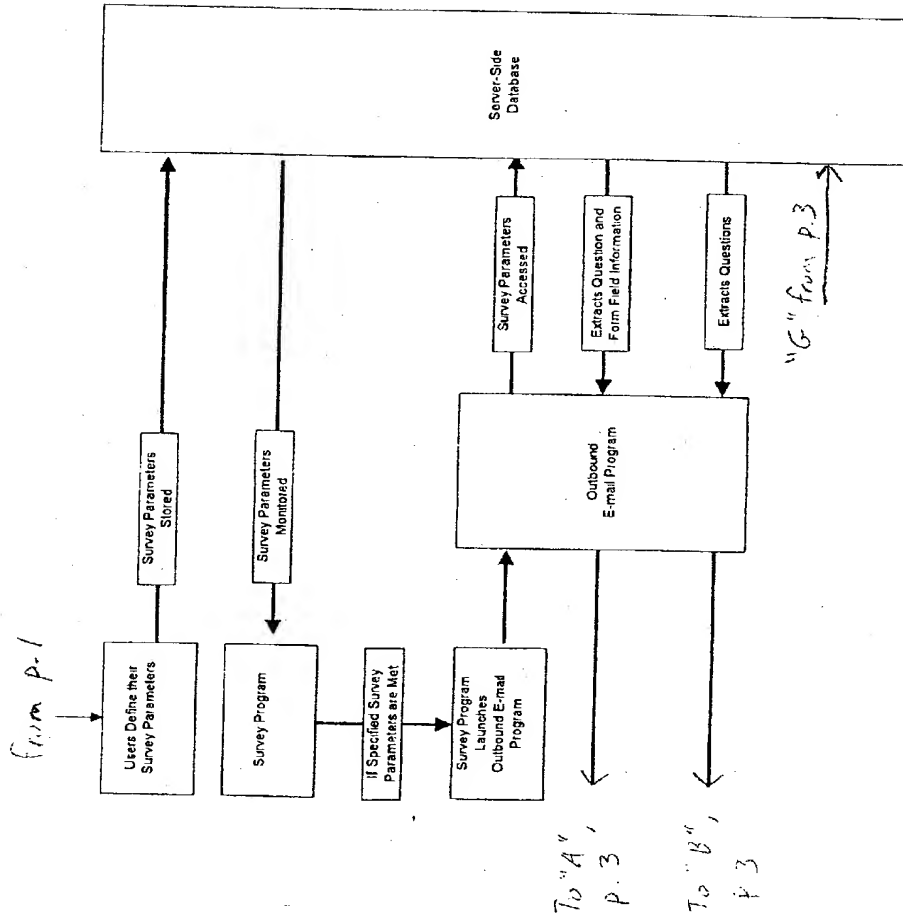 from p.1
Users Define their
Survey Parameters
Survey Parameters
Stored
Server-Side
Database
Survey Program
Survey Parameters
Monitored
If Specified Survey
Parameters are Met
Survey Program
Launches
Outbound E-mail
Program
Outbound
E-mail Program
Survey Parameters
Accessed
Extracts Question and
Form Field Information
Extracts Questions
"G" from p.3
To "A",
p.3
To "B",
p3